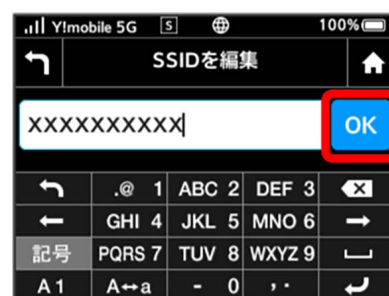 Y!mobile 5G S 100%
SSIDを編集
XXXXXXXXXX OK
.@ 1 ABC 2 DEF 3
GHI 4 JKL 5 MNO 6
記号 PQRS 7 TUV 8 WXYZ 9
A 1 A↔a - 0 , ･